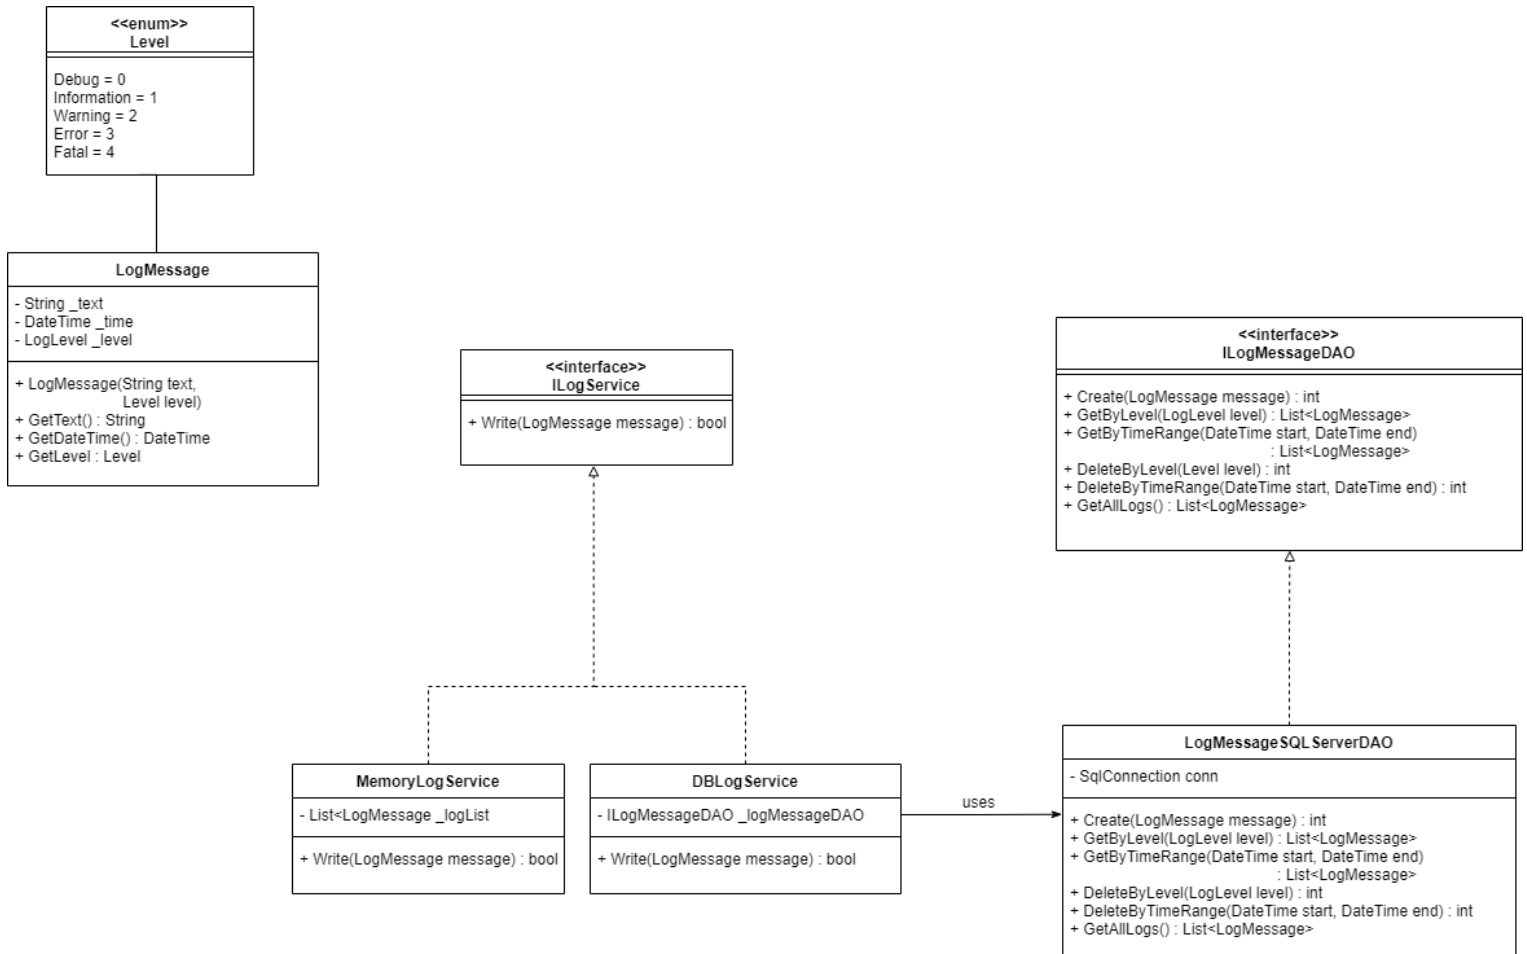 <<enum>>
Level
Debug = 0
Information = 1
Warning = 2
Error = 3
Fatal = 4
LogMessage
- String _text
- DateTime _time
- LogLevel _level
+ LogMessage(String text,
Level level)
+ GetText() : String
+ GetDateTime() : DateTime
+ GetLevel : Level
<<interface>>
ILogService
+ Write(LogMessage message) : bool
<<interface>>
ILogMessageDAO
+ Create(LogMessage message) : int
+ GetByLevel(LogLevel level) : List<LogMessage>
+ GetByTimeRange(DateTime start, DateTime end)
: List<LogMessage>
+ DeleteByLevel(Level level) : int
+ DeleteByTimeRange(DateTime start, DateTime end) : int
+ GetAllLogs() : List<LogMessage>
MemoryLogService
- List<LogMessage _logList
+ Write(LogMessage message) : bool
DBLogService
- ILogMessageDAO _logMessageDAO
+ Write(LogMessage message) : bool
uses
LogMessageSQLServerDAO
- SqlConnection conn
+ Create(LogMessage message) : int
+ GetByLevel(LogLevel level) : List<LogMessage>
+ GetByTimeRange(DateTime start, DateTime end)
: List<LogMessage>
+ DeleteByLevel(LogLevel level) : int
+ DeleteByTimeRange(DateTime start, DateTime end) : int
+ GetAllLogs() : List<LogMessage>